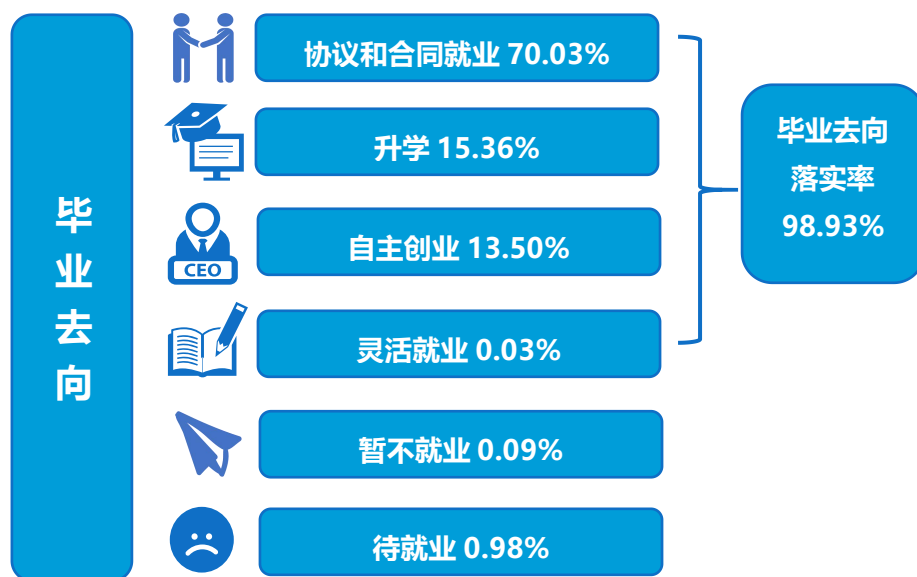 毕业去向
协议和合同就业 70.03%
升学 15.36%
CEO
自主创业 13.50%
灵活就业 0.03%
暂不就业 0.09%
待就业 0.98%
毕业去向
落实率
98.93%